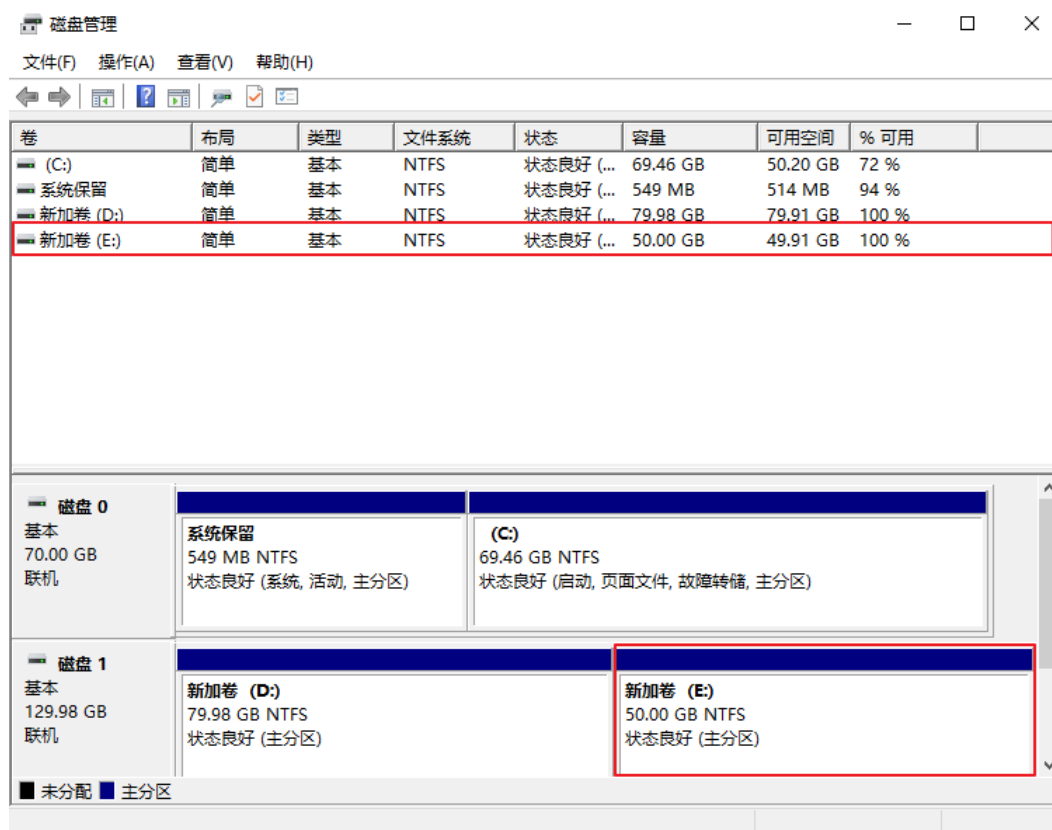 磁盘管理
文件(F) 操作(A) 查看(V) 帮助(H)
卷 布局 类型 文件系统 状态 容量 可用空间 % 可用
(C:) 简单 基本 NTFS 状态良好 (... 69.46 GB 50.20 GB 72 %
系统保留 简单 基本 NTFS 状态良好 (... 549 MB 514 MB 94 %
新加卷 (D:) 简单 基本 NTFS 状态良好 (... 79.98 GB 79.91 GB 100 %
新加卷 (E:) 简单 基本 NTFS 状态良好 (... 50.00 GB 49.91 GB 100 %
磁盘 0
基本
70.00 GB
联机
系统保留
549 MB NTFS
状态良好 (系统, 活动, 主分区)
(C:)
69.46 GB NTFS
状态良好 (启动, 页面文件, 故障转储, 主分区)
磁盘 1
基本
129.98 GB
联机
新加卷 (D:)
79.98 GB NTFS
状态良好 (主分区)
新加卷 (E:)
50.00 GB NTFS
状态良好 (主分区)
未分配 主分区